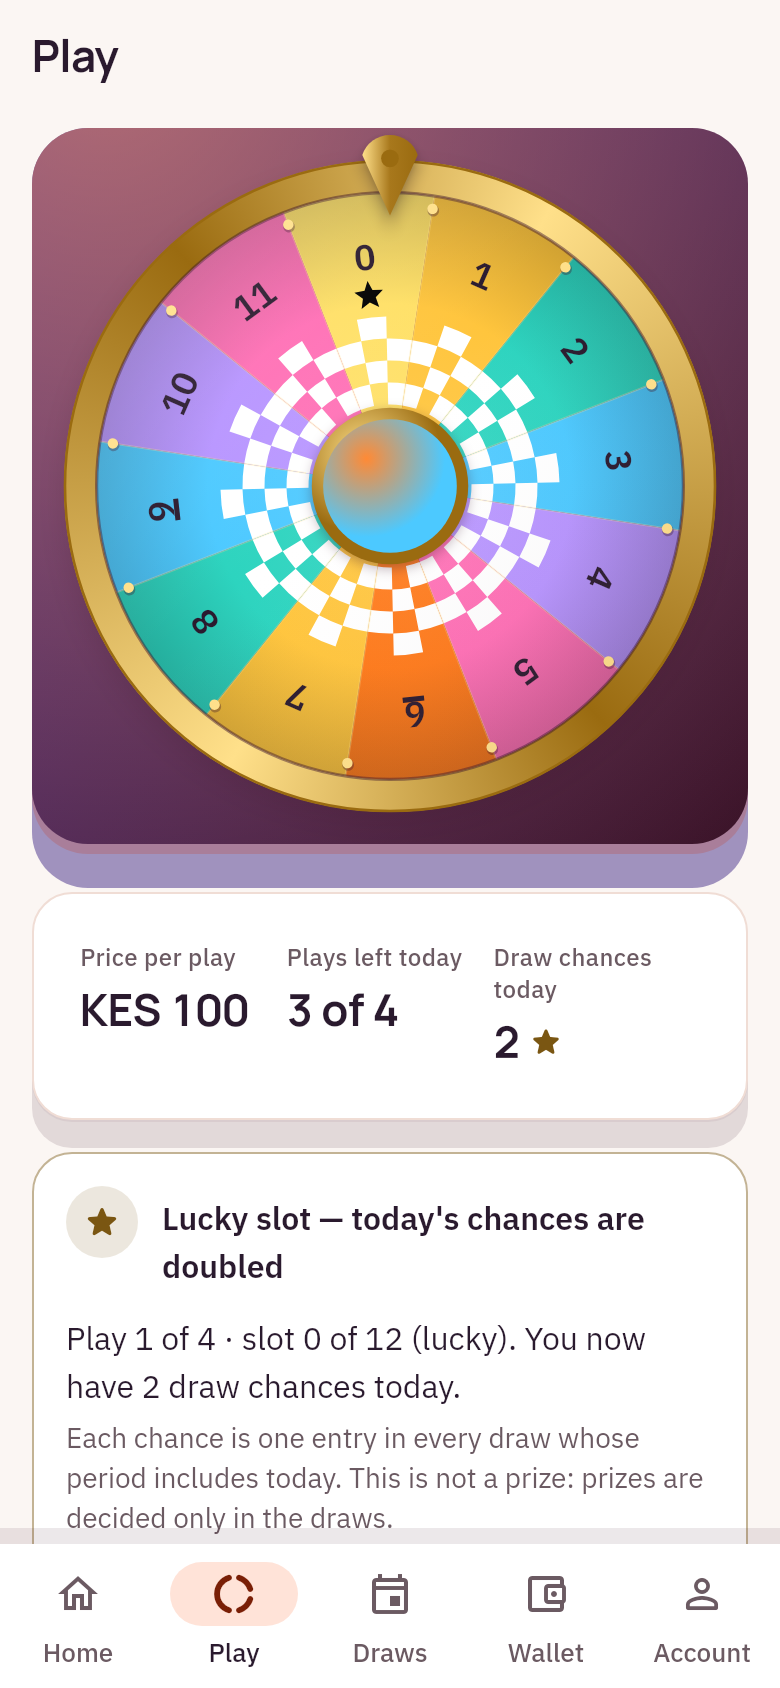 Play
0
1
2
3
4
5
6
7
8
9
10
11
Price per play
KES 100
Plays left today
3 of 4
Draw chances
today
2
Lucky slot — today's chances are
doubled
Play 1 of 4 · slot 0 of 12 (lucky). You now
have 2 draw chances today.
Each chance is one entry in every draw whose
period includes today. This is not a prize: prizes are
decided only in the draws.
Home
Play
Draws
Wallet
Account